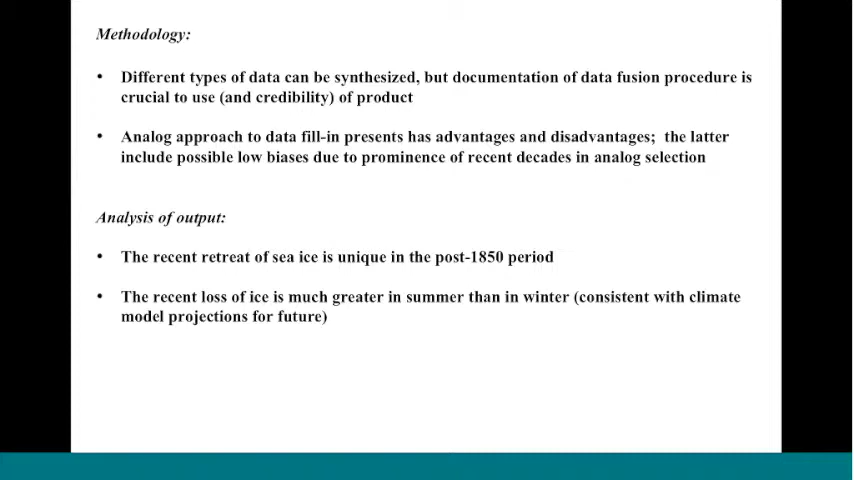 Methodology:
• Different types of data can be synthesized, but documentation of data fusion procedure is
crucial to use (and credibility) of product
• Analog approach to data fill-in presents has advantages and disadvantages;  the latter
include possible low biases due to prominence of recent decades in analog selection
Analysis of output:
• The recent retreat of sea ice is unique in the post-1850 period
• The recent loss of ice is much greater in summer than in winter (consistent with climate
model projections for future)